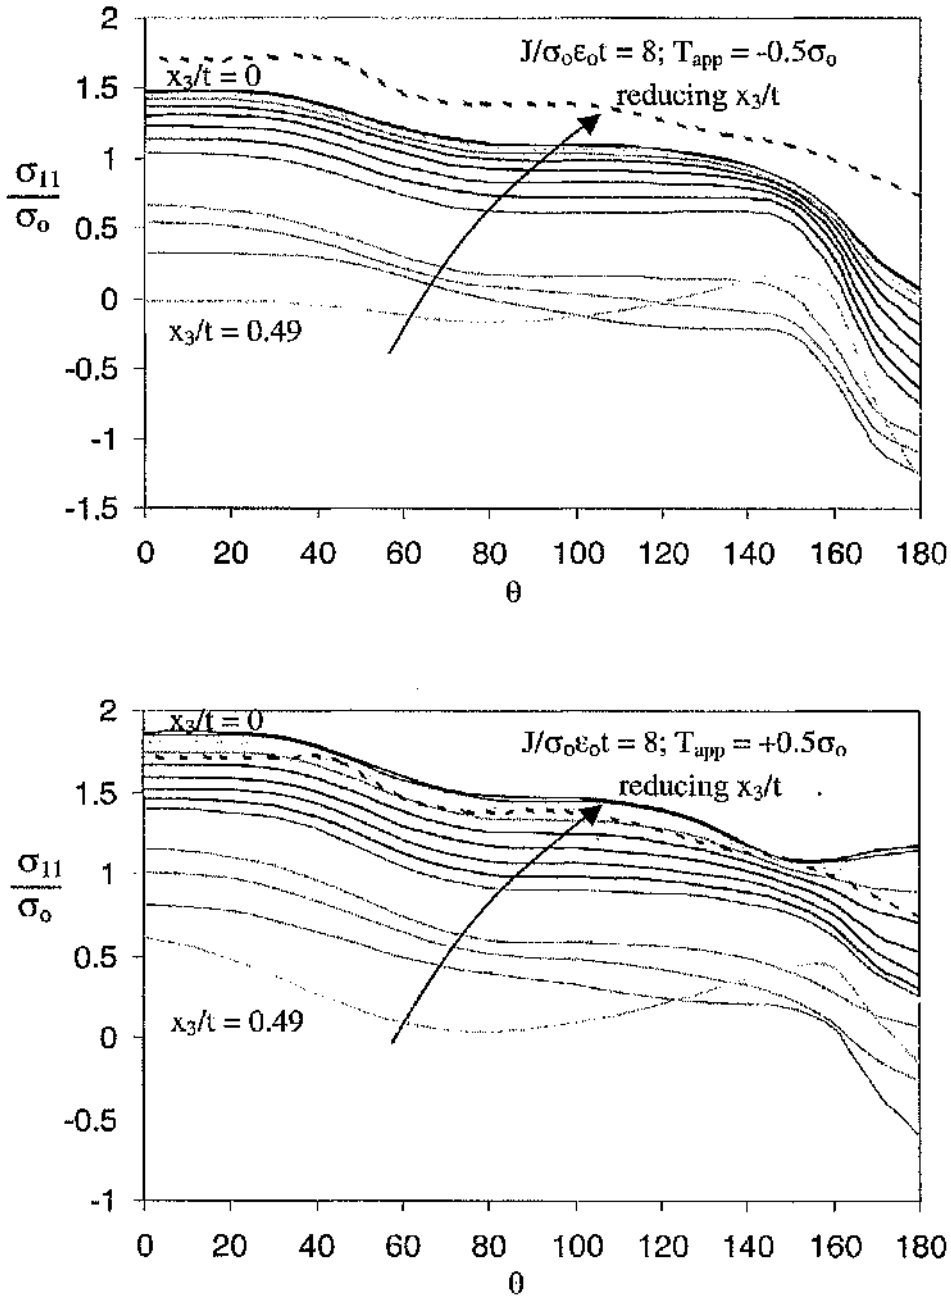 2
J/σₒεₒt = 8; Tₐₚₚ = -0.5σₒ
x₃/t = 0
reducing x₃/t
1.5
1
σ₁₁
σₒ
0.5
0
x₃/t = 0.49
-0.5
-1
-1.5
0 20 40 60 80 100 120 140 160 180
θ
2
x₃/t = 0
J/σₒεₒt = 8; Tₐₚₚ = +0.5σₒ
reducing x₃/t
1.5
1
σ₁₁
σₒ
0.5
x₃/t = 0.49
0
-0.5
-1
0 20 40 60 80 100 120 140 160 180
θ